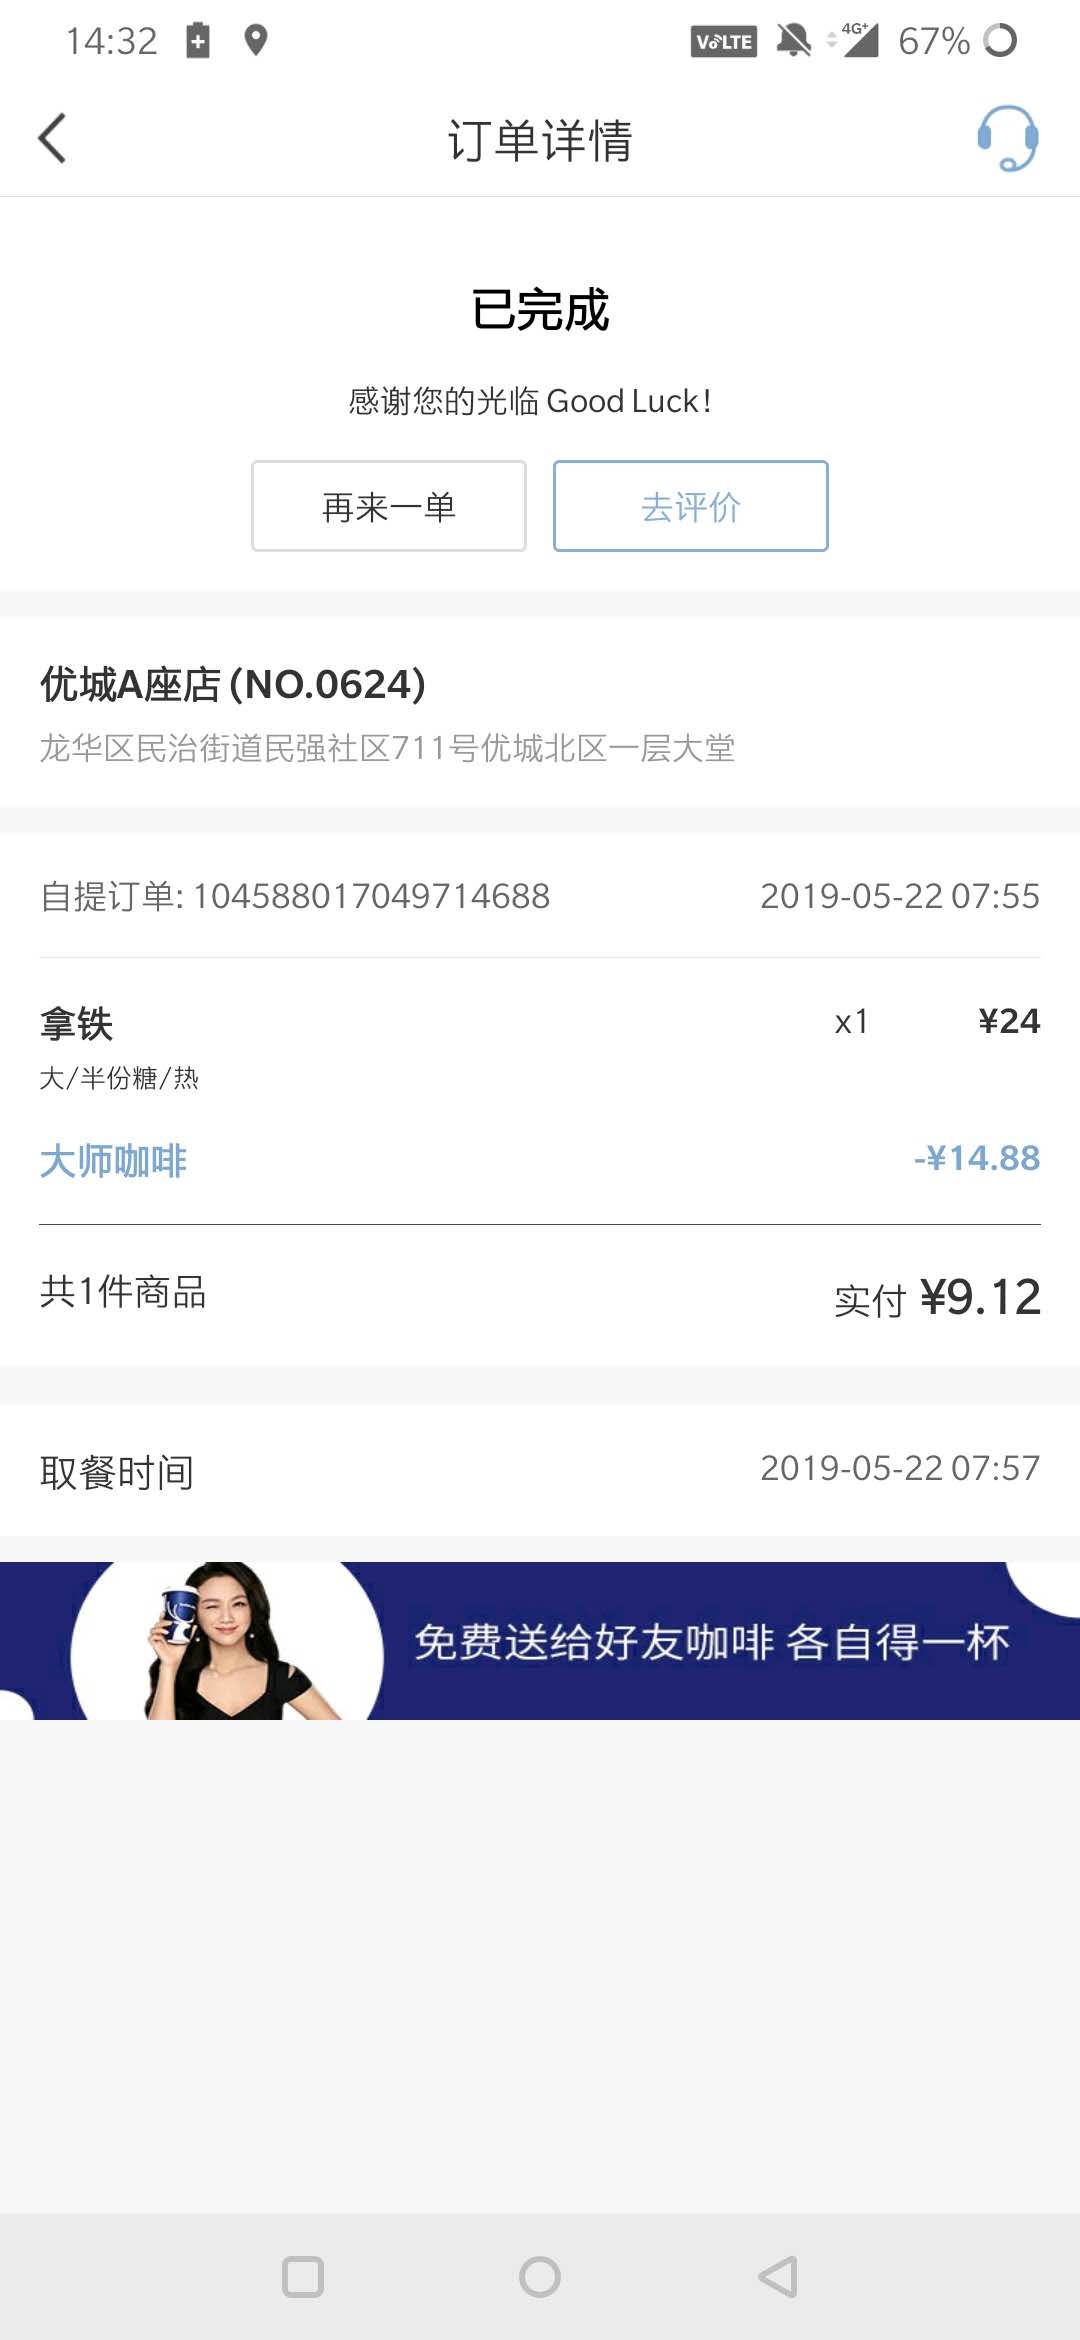 14:32
VoLTE
4G+
67%
订单详情
已完成
感谢您的光临 Good Luck!
再来一单
去评价
优城A座店(NO.0624)
龙华区民治街道民强社区711号优城北区一层大堂
自提订单: 104588017049714688
2019-05-22 07:55
拿铁
x1
¥24
大/半份糖/热
大师咖啡
-¥14.88
共1件商品
实付 ¥9.12
取餐时间
2019-05-22 07:57
免费送给好友咖啡 各自得一杯